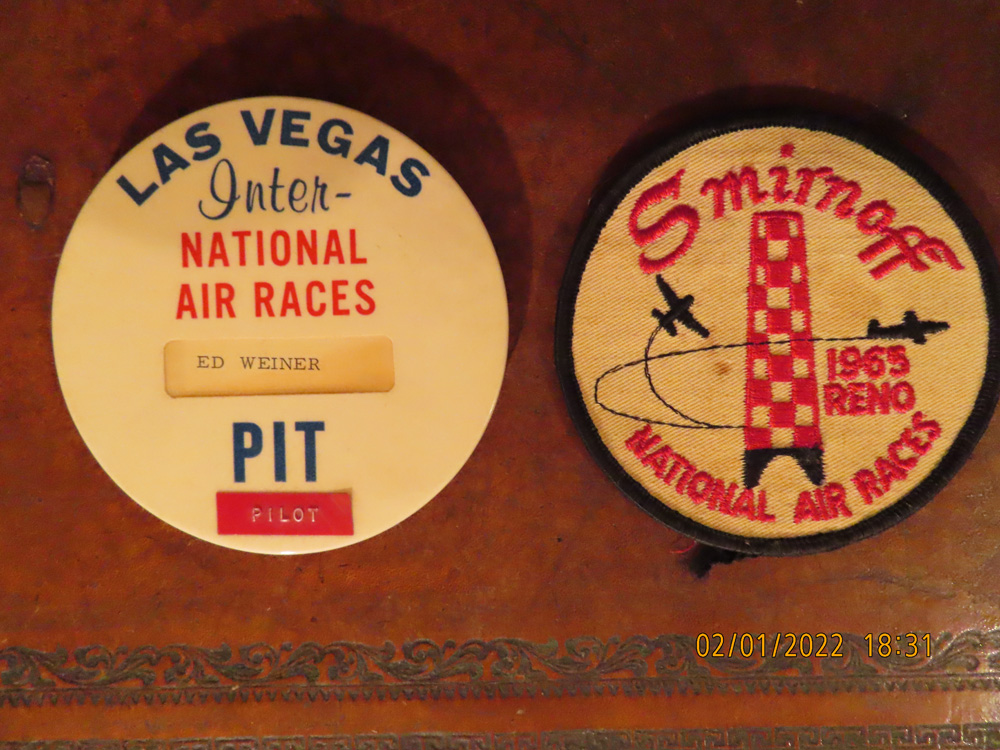 LAS VEGAS
Inter-
NATIONAL
AIR RACES
ED WEINER
PIT
PILOT
Smirnoff
1965
RENO
NATIONAL AIR RACES
02/01/2022 18:31